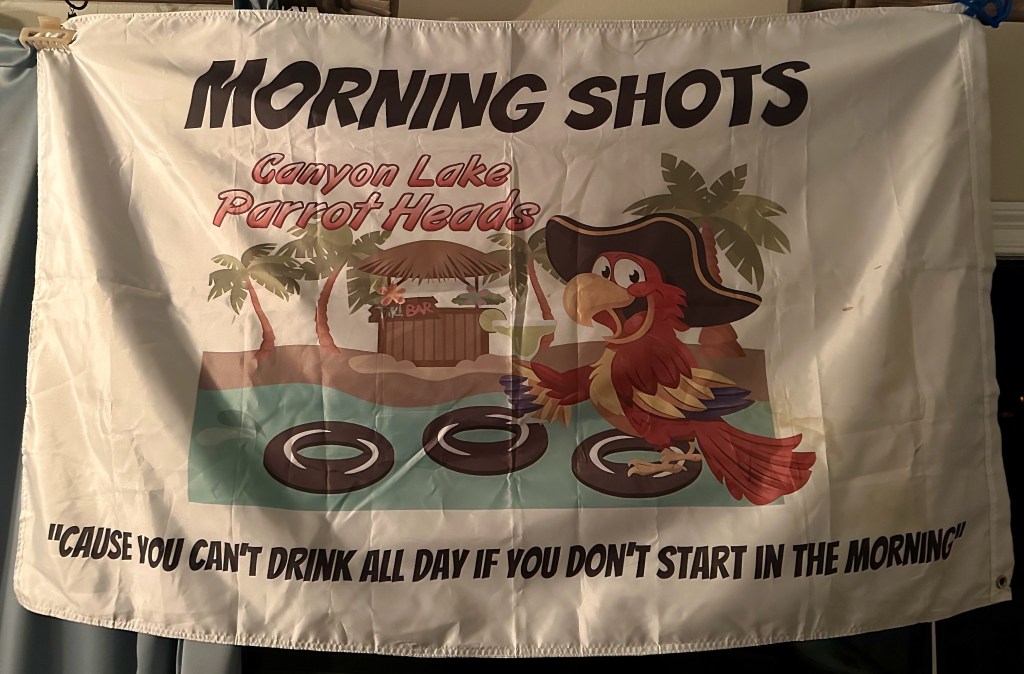 MORNING SHOTS
Canyon Lake
Parrot Heads
TIKI BAR
"CAUSE YOU CAN'T DRINK ALL DAY IF YOU DON'T START IN THE MORNING"